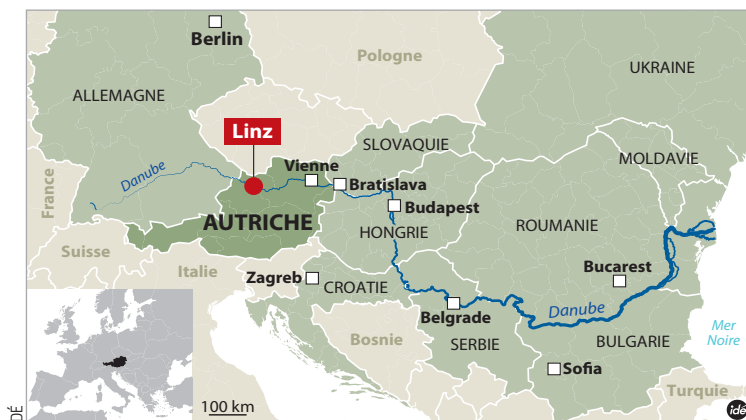 Berlin
Pologne
UKRAINE
ALLEMAGNE
Linz
SLOVAQUIE
MOLDAVIE
Vienne
Danube
Bratislava
France
Budapest
AUTRICHE
ROUMANIE
HONGRIE
Suisse
Italie
Zagreb
CROATIE
Bucarest
Danube
Belgrade
Mer
Noire
Bosnie
SERBIE
BULGARIE
Sofia
Turquie
100 km
idé